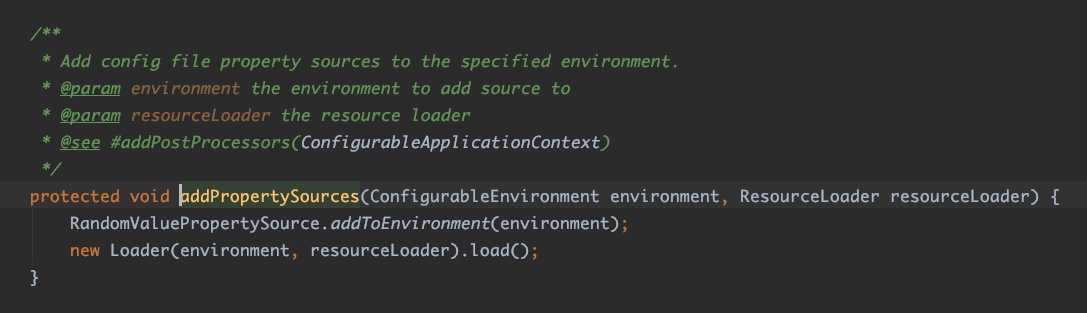 /**
 * Add config file property sources to the specified environment.
 * @param environment the environment to add source to
 * @param resourceLoader the resource loader
 * @see #addPostProcessors(ConfigurableApplicationContext)
 */
protected void addPropertySources(ConfigurableEnvironment environment, ResourceLoader resourceLoader) {
    RandomValuePropertySource.addToEnvironment(environment);
    new Loader(environment, resourceLoader).load();
}